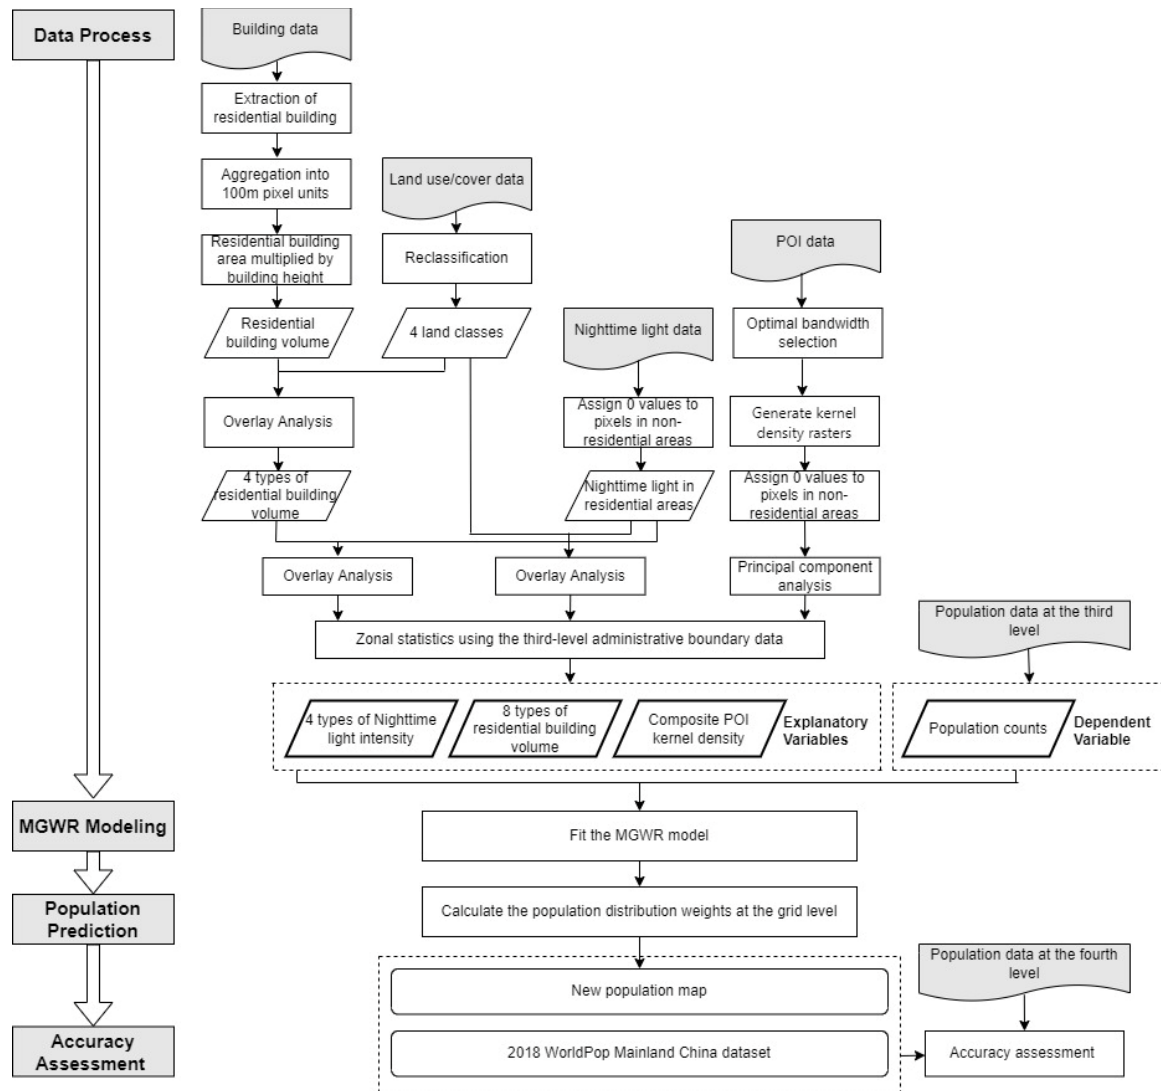 Data Process
Building data
Extraction of
residential building
Aggregation into
100m pixel units
Land use/cover data
Residential building
area multiplied by
building height
Reclassification
POI data
Residential
building volume
4 land classes
Nighttime light data
Optimal bandwidth
selection
Overlay Analysis
Assign 0 values to
pixels in non-
residential areas
Generate kernel
density rasters
4 types of
residential building
volume
Nighttime light in
residential areas
Assign 0 values to
pixels in non-
residential areas
Overlay Analysis
Overlay Analysis
Principal component
analysis
Population data at the third
level
Zonal statistics using the third-level administrative boundary data
4 types of Nighttime
light intensity
8 types of
residential building
volume
Composite POI
kernel density
Explanatory
Variables
Population counts
Dependent
Variable
MGWR Modeling
Fit the MGWR model
Population
Prediction
Calculate the population distribution weights at the grid level
Population data at the fourth
level
New population map
Accuracy
Assessment
2018 WorldPop Mainland China dataset
Accuracy assessment